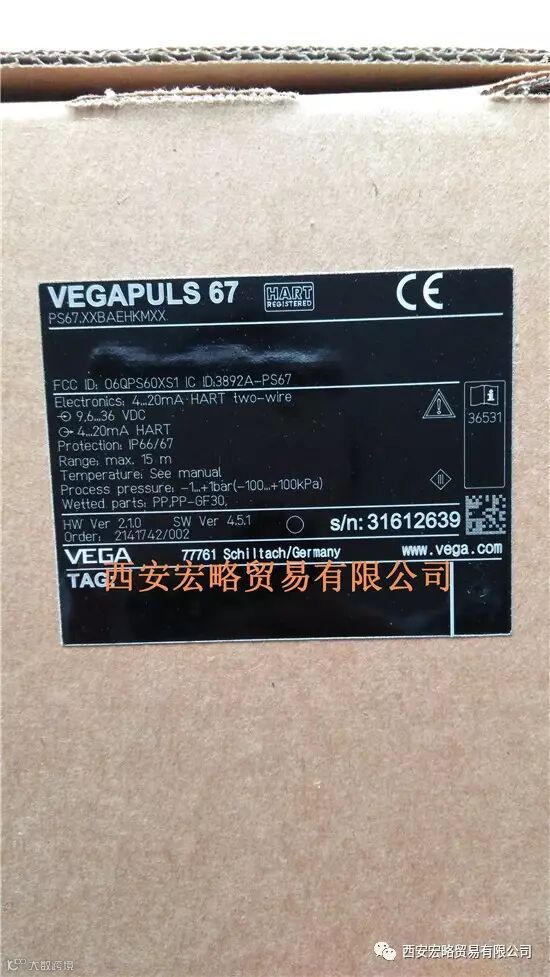 VEGAPULS 67
HART
REGISTERED
CE
PS67.XXBAEHKMXX
FCC ID: O6QPS60XS1 IC ID:3892A-PS67
Electronics: 4...20mA HART two-wire
9,6...36 VDC
4...20mA HART
Protection: IP66/67
Range: max. 15 m
Temperature: See manual
Process pressure: -1...+1bar(-100...+100kPa)
Wetted parts: PP,PP-GF30,
36531
HW Ver 2.1.0 SW Ver 4.5.1
Order: 2141742/002
s/n: 31612639
VEGA 77761 Schiltach/Germany www.vega.com
TAG:
西安宏略贸易有限公司
西安宏略贸易有限公司
大数跨境